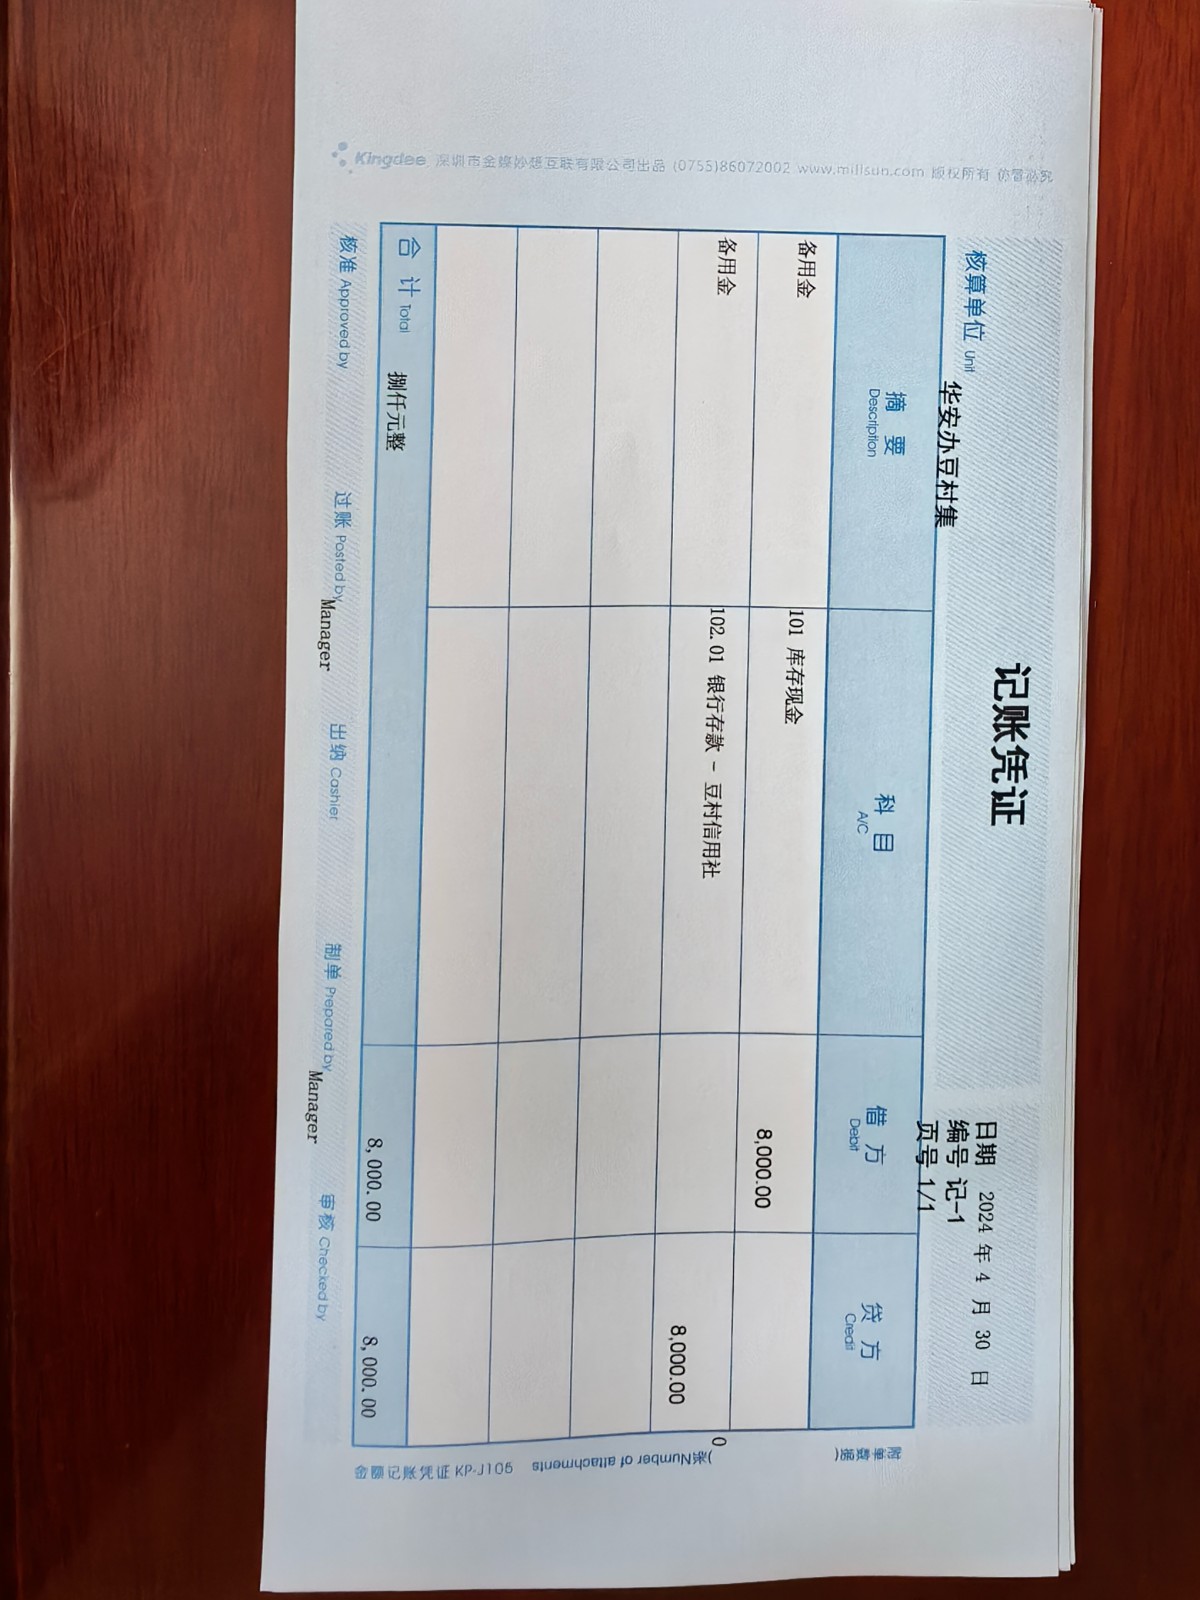 记账凭证
日期 2024 年 4 月 30 日
编号 记-1
页号 1/1
核算单位 Unit 华安办豆村集
摘 要 Description 科 目 A/C 借 方 Debit 贷 方 Credit
备用金 101 库存现金 8,000.00
备用金 102.01 银行存款 - 豆村信用社 8,000.00
合 计 Total 捌仟元整 8,000.00 8,000.00
附单数据( 0 )张 Number of attachments
金额记账凭证 KP-J105
核准 Approved by 过账 Posted by Manager 出纳 Cashier 制单 Prepared by Manager 审核 Checked by
Kingdee 深圳市金蝶妙想互联有限公司出品 (0755)86072002 www.millsun.com 版权所有 仿冒必究